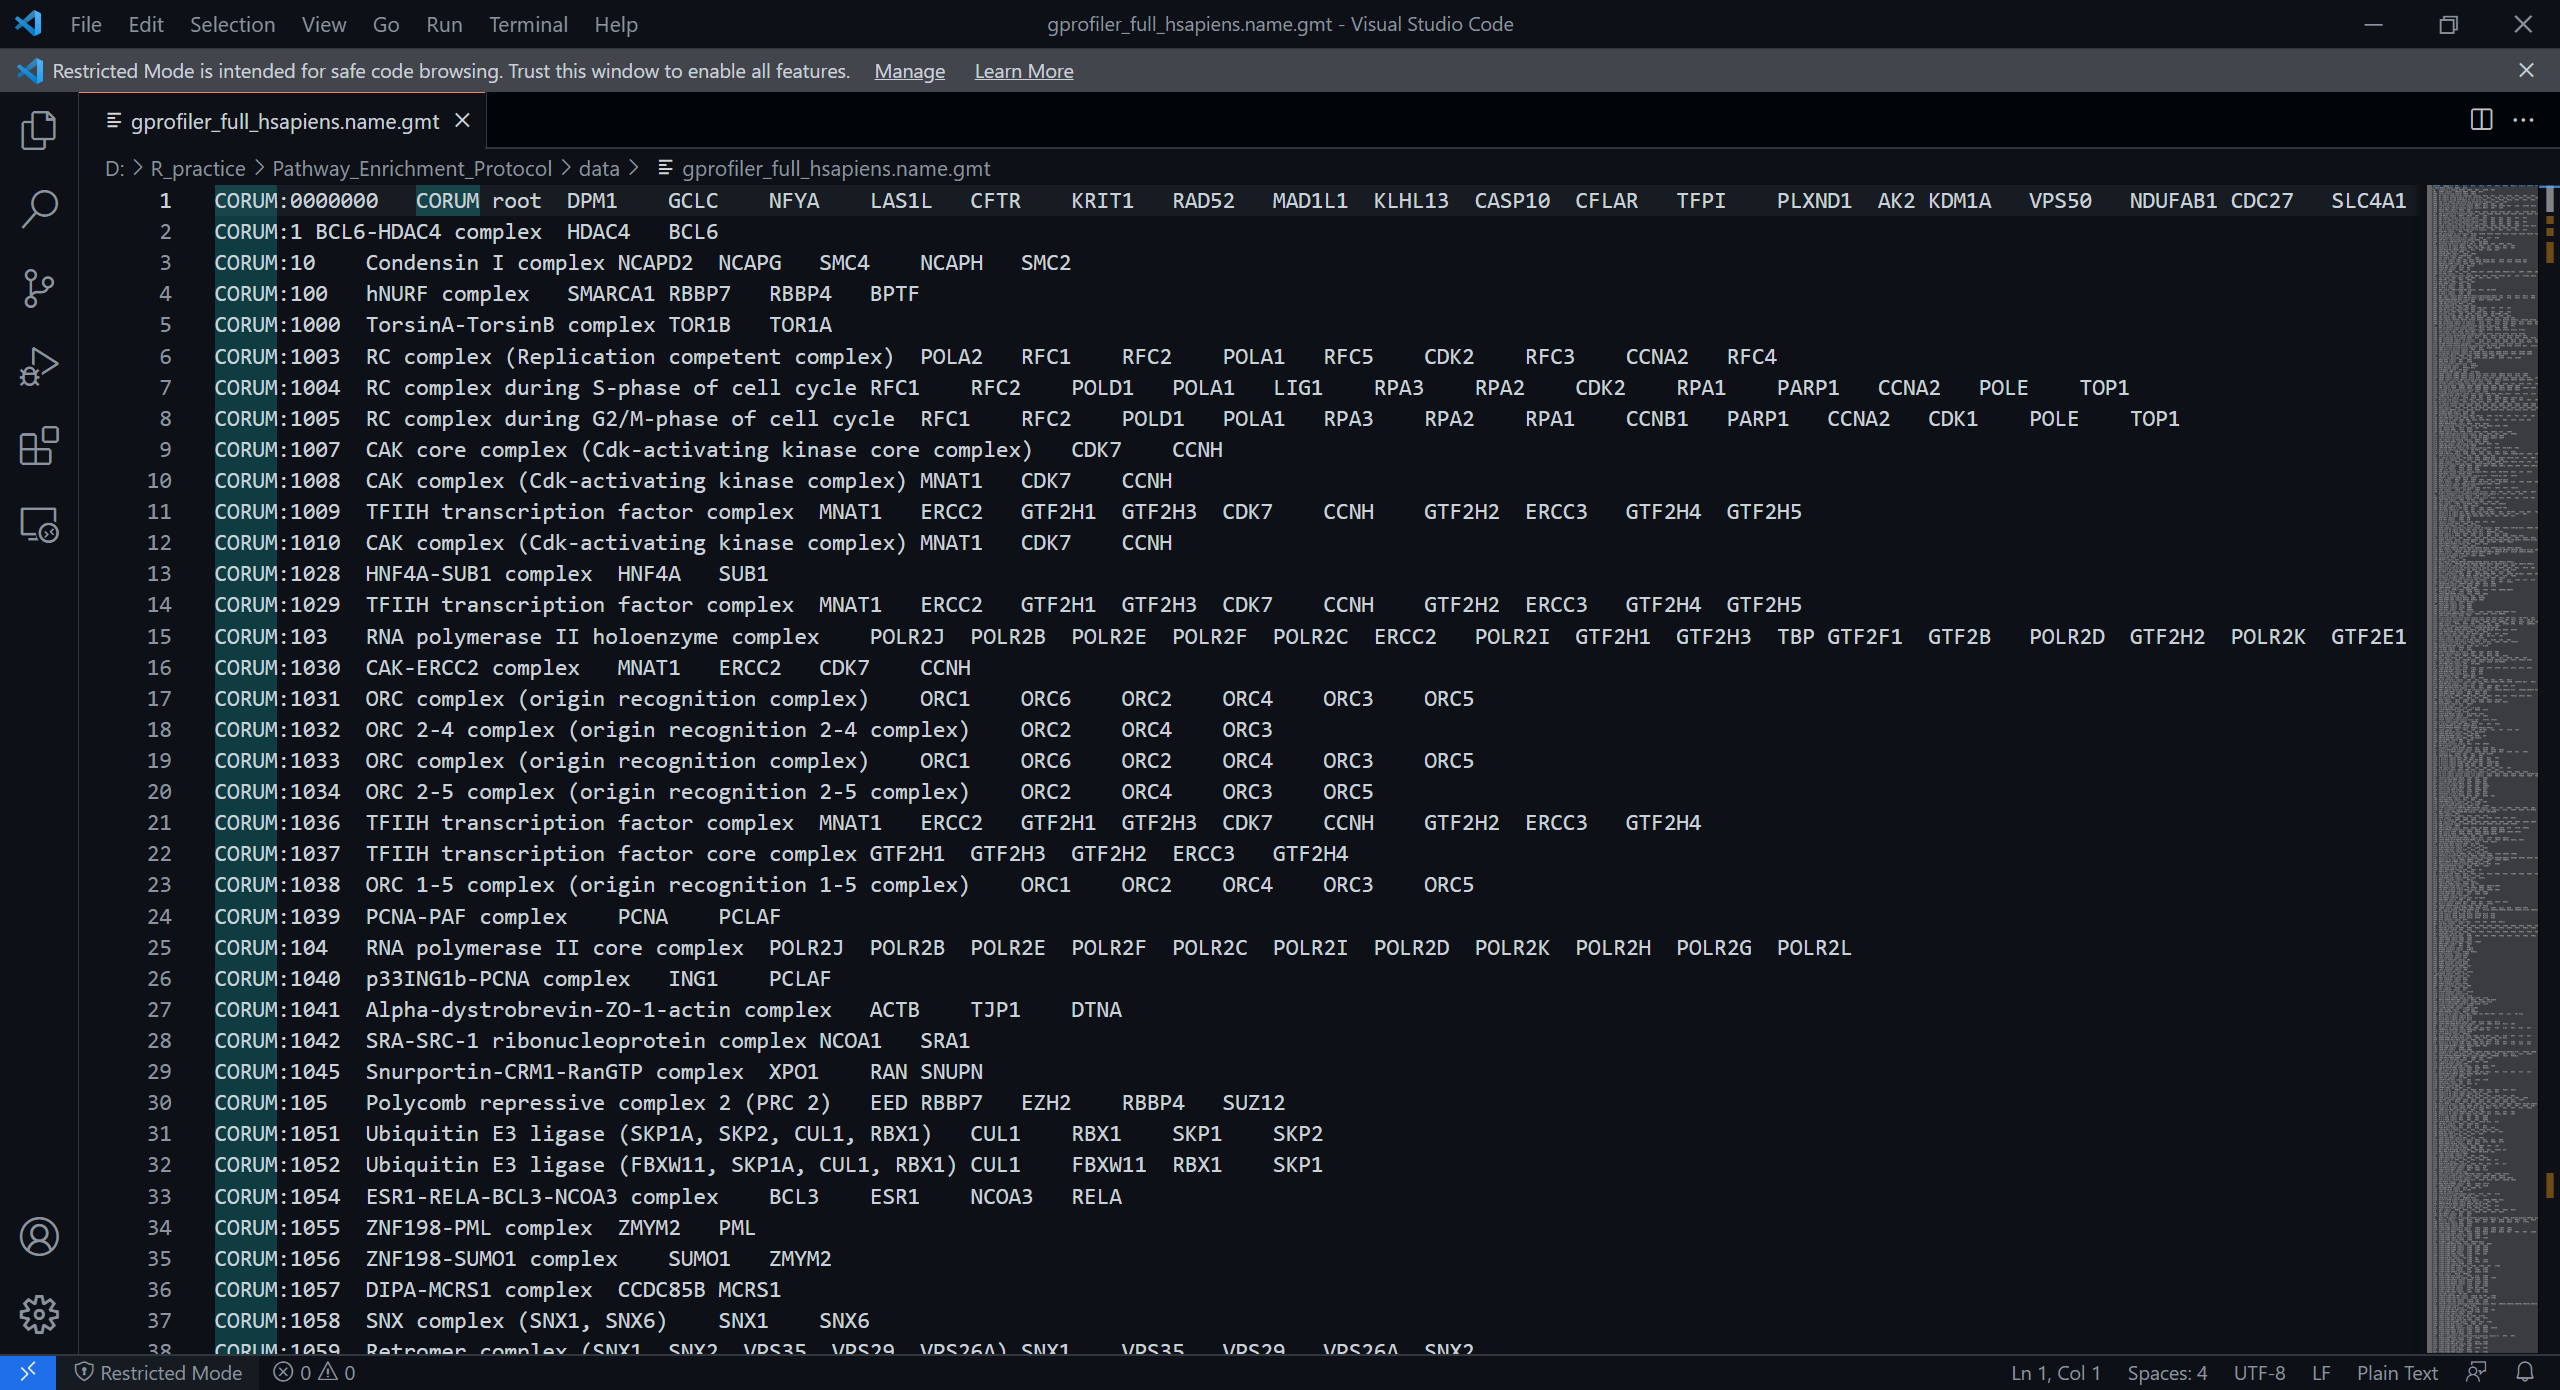 File Edit Selection View Go Run Terminal Help gprofiler_full_hsapiens.name.gmt - Visual Studio Code
Restricted Mode is intended for safe code browsing. Trust this window to enable all features. Manage Learn More
gprofiler_full_hsapiens.name.gmt
D: > R_practice > Pathway_Enrichment_Protocol > data > gprofiler_full_hsapiens.name.gmt
1 CORUM:0000000 CORUM root DPM1 GCLC NFYA LAS1L CFTR KRIT1 RAD52 MAD1L1 KLHL13 CASP10 CFLAR TFPI PLXND1 AK2 KDM1A VPS50 NDUFAB1 CDC27 SLC4A1
2 CORUM:1 BCL6-HDAC4 complex HDAC4 BCL6
3 CORUM:10 Condensin I complex NCAPD2 NCAPG SMC4 NCAPH SMC2
4 CORUM:100 hNURF complex SMARCA1 RBBP7 RBBP4 BPTF
5 CORUM:1000 TorsinA-TorsinB complex TOR1B TOR1A
6 CORUM:1003 RC complex (Replication competent complex) POLA2 RFC1 RFC2 POLA1 RFC5 CDK2 RFC3 CCNA2 RFC4
7 CORUM:1004 RC complex during S-phase of cell cycle RFC1 RFC2 POLD1 POLA1 LIG1 RPA3 RPA2 CDK2 RPA1 PARP1 CCNA2 POLE TOP1
8 CORUM:1005 RC complex during G2/M-phase of cell cycle RFC1 RFC2 POLD1 POLA1 RPA3 RPA2 RPA1 CCNB1 PARP1 CCNA2 CDK1 POLE TOP1
9 CORUM:1007 CAK core complex (Cdk-activating kinase core complex) CDK7 CCNH
10 CORUM:1008 CAK complex (Cdk-activating kinase complex) MNAT1 CDK7 CCNH
11 CORUM:1009 TFIIH transcription factor complex MNAT1 ERCC2 GTF2H1 GTF2H3 CDK7 CCNH GTF2H2 ERCC3 GTF2H4 GTF2H5
12 CORUM:1010 CAK complex (Cdk-activating kinase complex) MNAT1 CDK7 CCNH
13 CORUM:1028 HNF4A-SUB1 complex HNF4A SUB1
14 CORUM:1029 TFIIH transcription factor complex MNAT1 ERCC2 GTF2H1 GTF2H3 CDK7 CCNH GTF2H2 ERCC3 GTF2H4 GTF2H5
15 CORUM:103 RNA polymerase II holoenzyme complex POLR2J POLR2B POLR2E POLR2F POLR2C ERCC2 POLR2I GTF2H1 GTF2H3 TBP GTF2F1 GTF2B POLR2D GTF2H2 POLR2K GTF2E1
16 CORUM:1030 CAK-ERCC2 complex MNAT1 ERCC2 CDK7 CCNH
17 CORUM:1031 ORC complex (origin recognition complex) ORC1 ORC6 ORC2 ORC4 ORC3 ORC5
18 CORUM:1032 ORC 2-4 complex (origin recognition 2-4 complex) ORC2 ORC4 ORC3
19 CORUM:1033 ORC complex (origin recognition complex) ORC1 ORC6 ORC2 ORC4 ORC3 ORC5
20 CORUM:1034 ORC 2-5 complex (origin recognition 2-5 complex) ORC2 ORC4 ORC3 ORC5
21 CORUM:1036 TFIIH transcription factor complex MNAT1 ERCC2 GTF2H1 GTF2H3 CDK7 CCNH GTF2H2 ERCC3 GTF2H4
22 CORUM:1037 TFIIH transcription factor core complex GTF2H1 GTF2H3 GTF2H2 ERCC3 GTF2H4
23 CORUM:1038 ORC 1-5 complex (origin recognition 1-5 complex) ORC1 ORC2 ORC4 ORC3 ORC5
24 CORUM:1039 PCNA-PAF complex PCNA PCLAF
25 CORUM:104 RNA polymerase II core complex POLR2J POLR2B POLR2E POLR2F POLR2C POLR2I POLR2D POLR2K POLR2H POLR2G POLR2L
26 CORUM:1040 p33ING1b-PCNA complex ING1 PCLAF
27 CORUM:1041 Alpha-dystrobrevin-ZO-1-actin complex ACTB TJP1 DTNA
28 CORUM:1042 SRA-SRC-1 ribonucleoprotein complex NCOA1 SRA1
29 CORUM:1045 Snurportin-CRM1-RanGTP complex XPO1 RAN SNUPN
30 CORUM:105 Polycomb repressive complex 2 (PRC 2) EED RBBP7 EZH2 RBBP4 SUZ12
31 CORUM:1051 Ubiquitin E3 ligase (SKP1A, SKP2, CUL1, RBX1) CUL1 RBX1 SKP1 SKP2
32 CORUM:1052 Ubiquitin E3 ligase (FBXW11, SKP1A, CUL1, RBX1) CUL1 FBXW11 RBX1 SKP1
33 CORUM:1054 ESR1-RELA-BCL3-NCOA3 complex BCL3 ESR1 NCOA3 RELA
34 CORUM:1055 ZNF198-PML complex ZMYM2 PML
35 CORUM:1056 ZNF198-SUMO1 complex SUMO1 ZMYM2
36 CORUM:1057 DIPA-MCRS1 complex CCDC85B MCRS1
37 CORUM:1058 SNX complex (SNX1, SNX6) SNX1 SNX6
38 CORUM:1059 Retromer complex (SNX1, SNX2, VPS35, VPS29, VPS26A) SNX1 VPS35 VPS29 VPS26A SNX2
Restricted Mode 0 0 Ln 1, Col 1 Spaces: 4 UTF-8 LF Plain Text